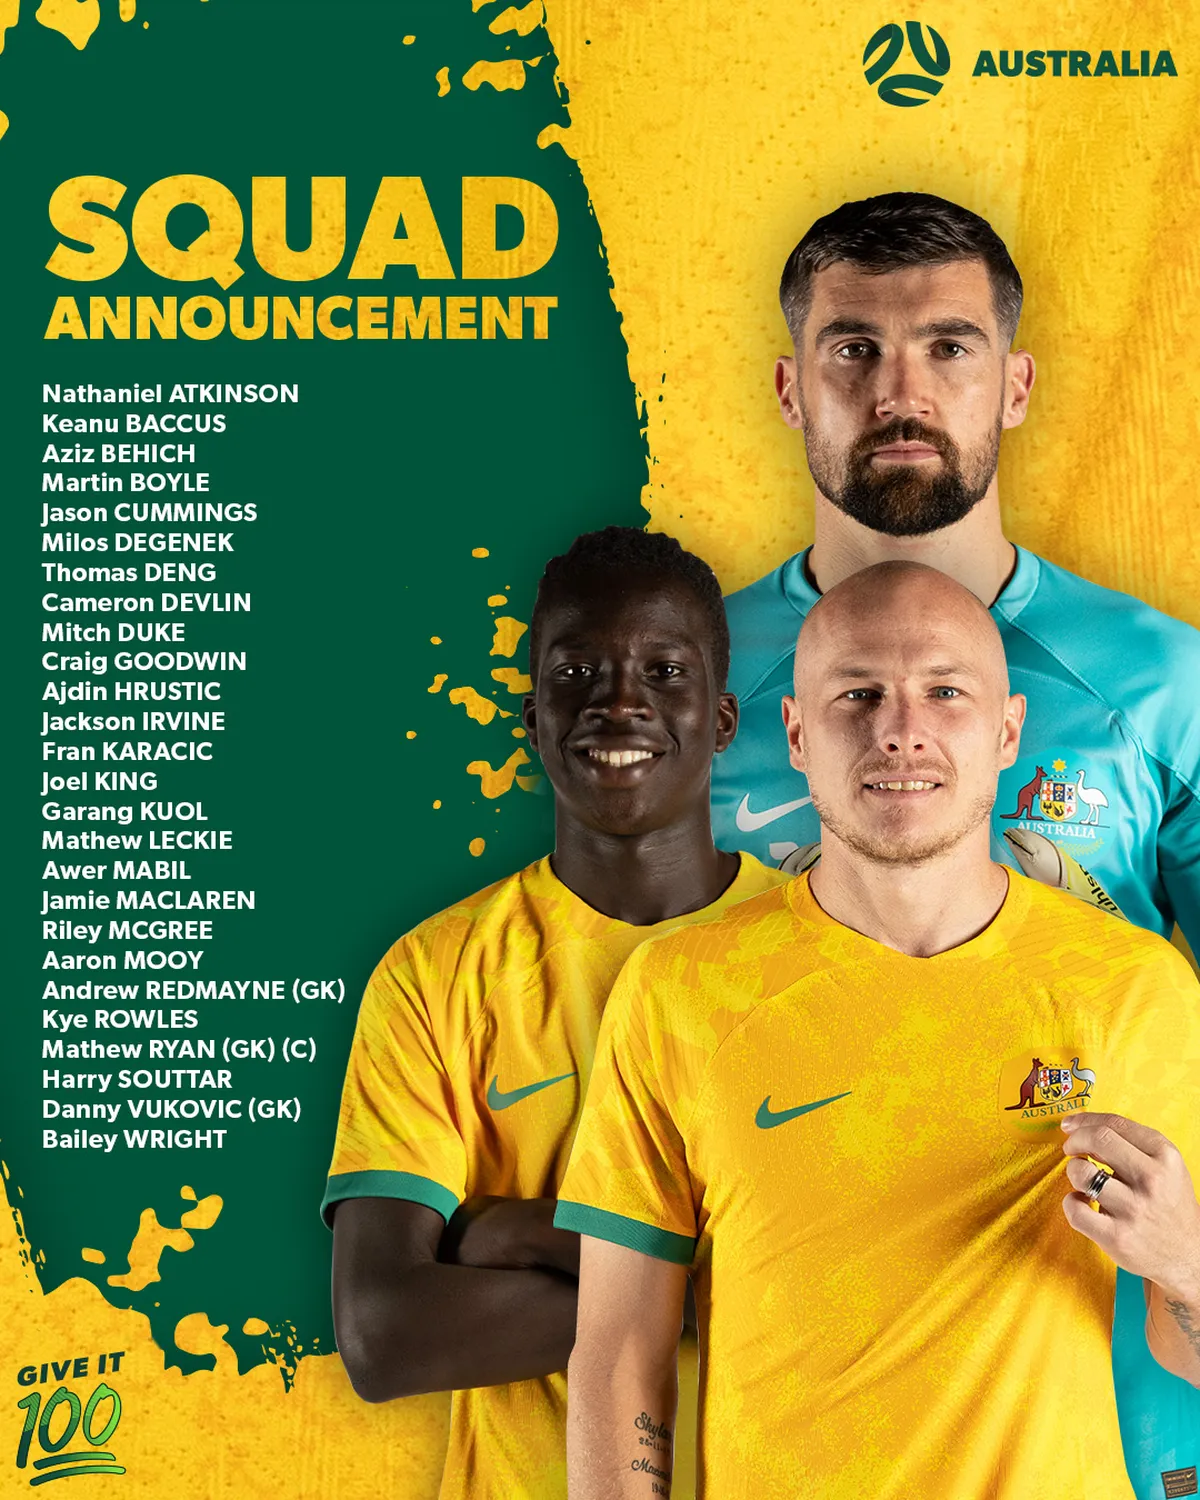 AUSTRALIA
SQUAD
ANNOUNCEMENT
Nathaniel ATKINSON
Keanu BACCUS
Aziz BEHICH
Martin BOYLE
Jason CUMMINGS
Milos DEGENEK
Thomas DENG
Cameron DEVLIN
Mitch DUKE
Craig GOODWIN
Ajdin HRUSTIC
Jackson IRVINE
Fran KARACIC
Joel KING
Garang KUOL
Mathew LECKIE
Awer MABIL
Jamie MACLAREN
Riley MCGREE
Aaron MOOY
Andrew REDMAYNE (GK)
Kye ROWLES
Mathew RYAN (GK) (C)
Harry SOUTTAR
Danny VUKOVIC (GK)
Bailey WRIGHT
AUSTRALIA
uhlsp
AUSTRALI
GIVE IT
100